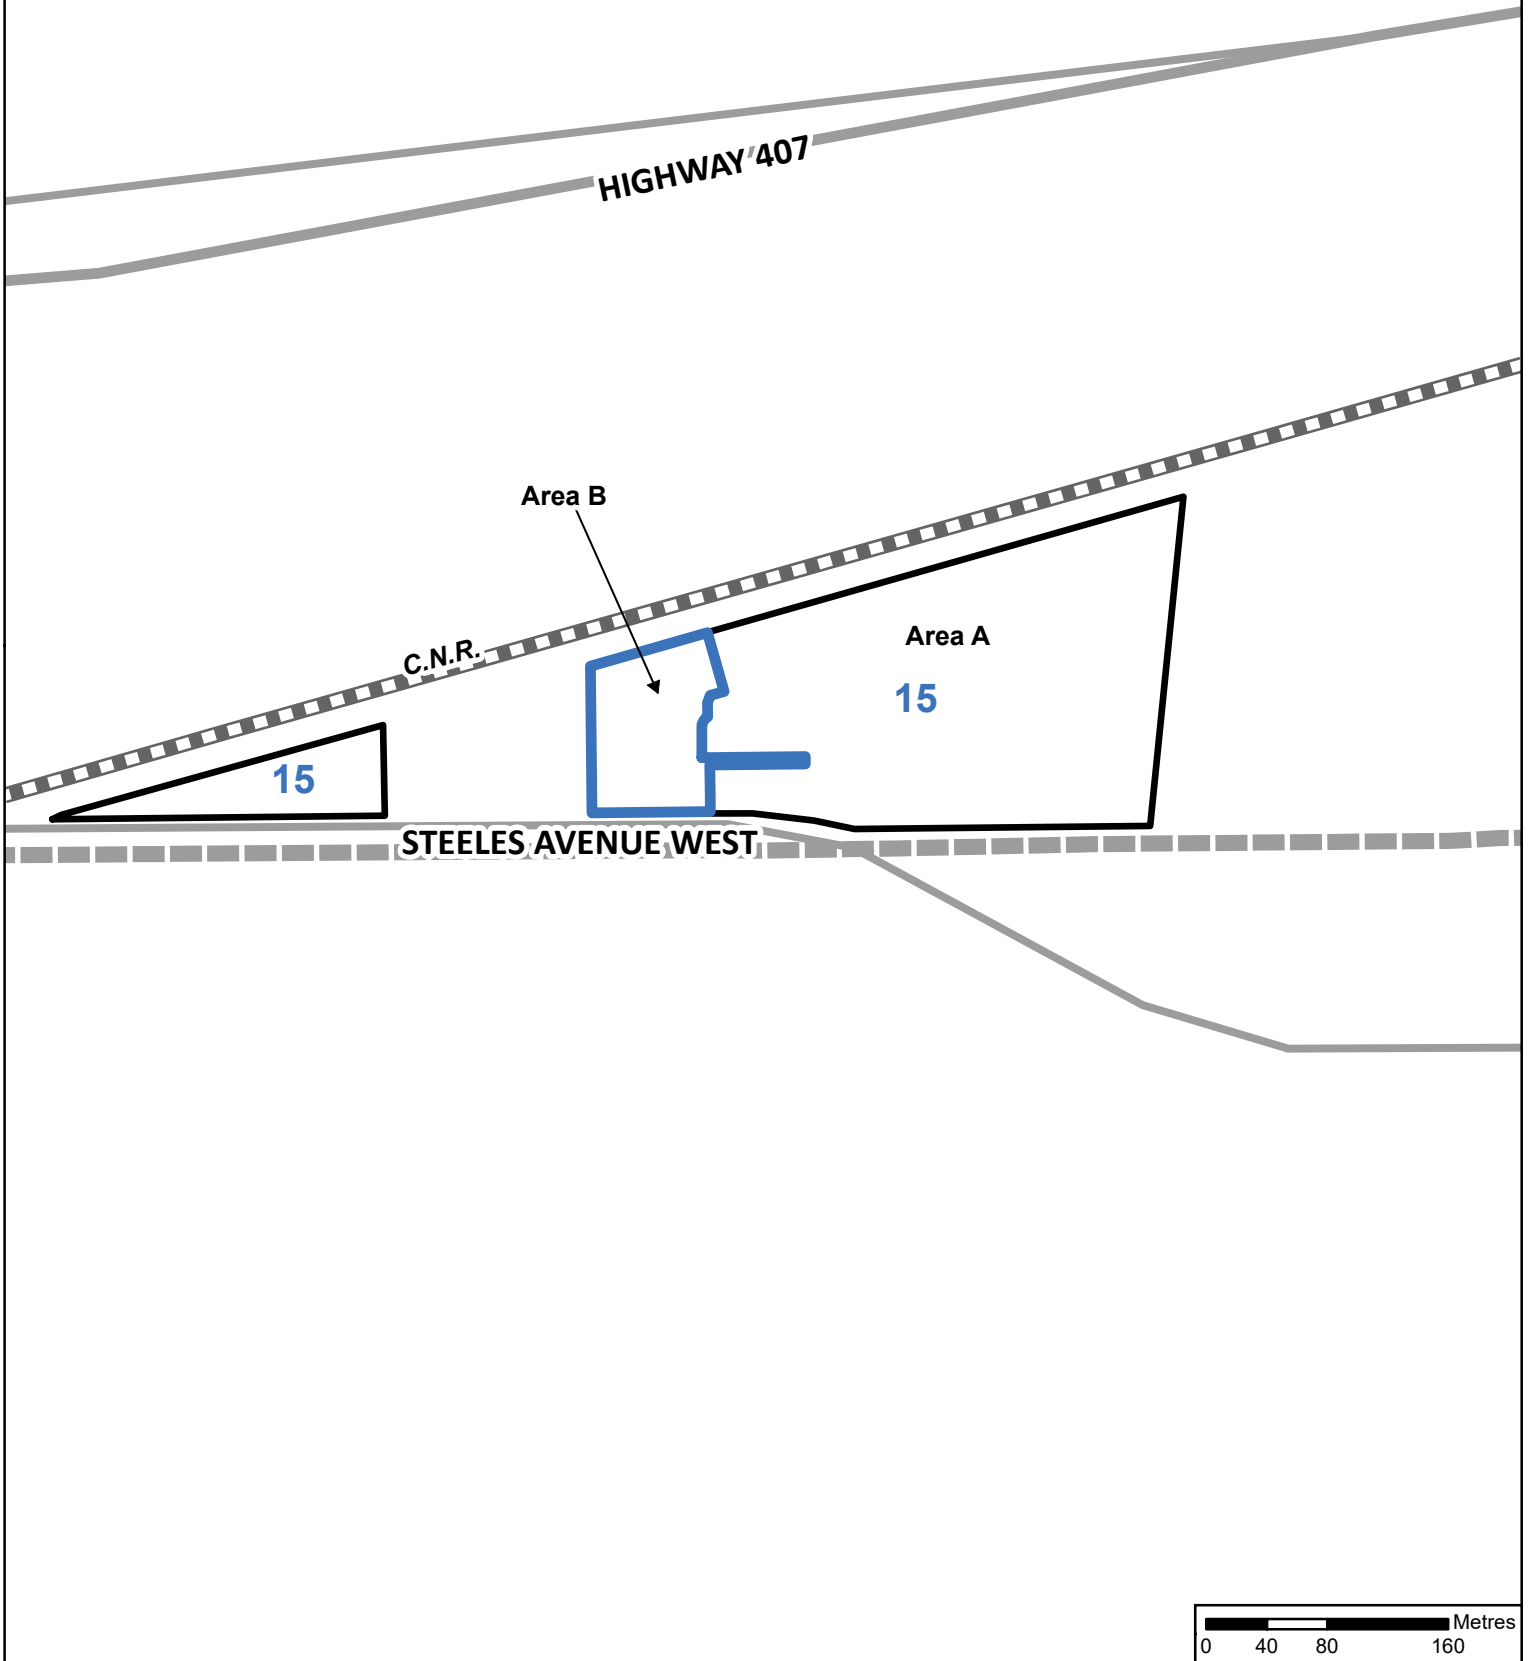 HIGHWAY 407
Area B
Area A
C.N.R.
15
15
STEELES AVENUE WEST
Metres
0 40 80 160